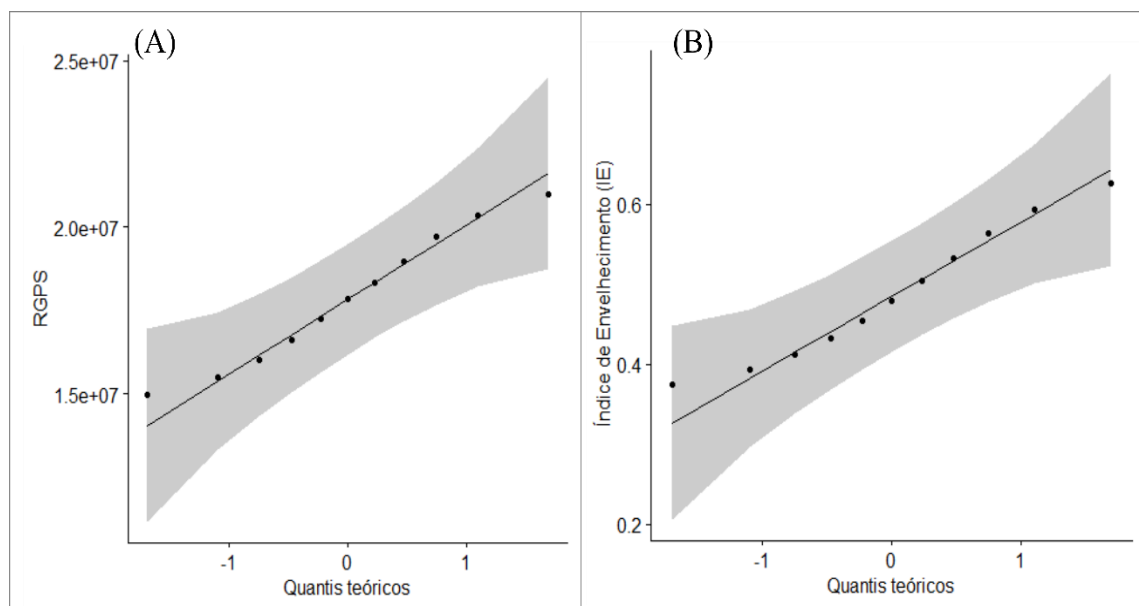 (A)
RGPS
2.5e+07
2.0e+07
1.5e+07
-1
0
1
Quantis teóricos
(B)
Índice de Envelhecimento (IE)
0.6
0.4
0.2
-1
0
1
Quantis teóricos